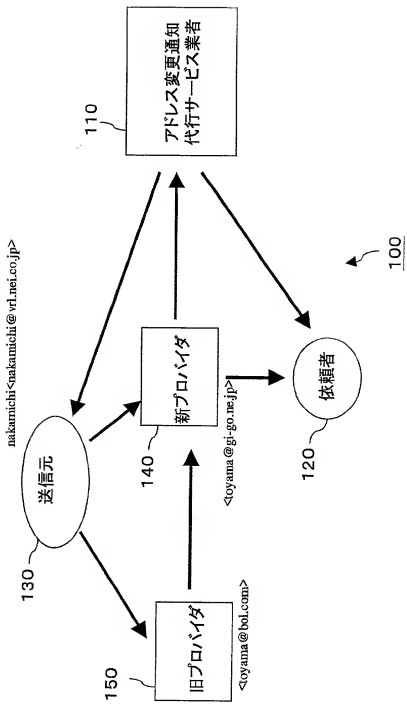 nakamichi<nakamichi@vrl.nei.co.jp>
130
送信元
110
アドレス変更通知
代行サービス業者
150
旧プロバイダ
<toyama@bol.com>
140
新プロバイダ
<toyama@gi-go.ne.jp>
120
依頼者
100